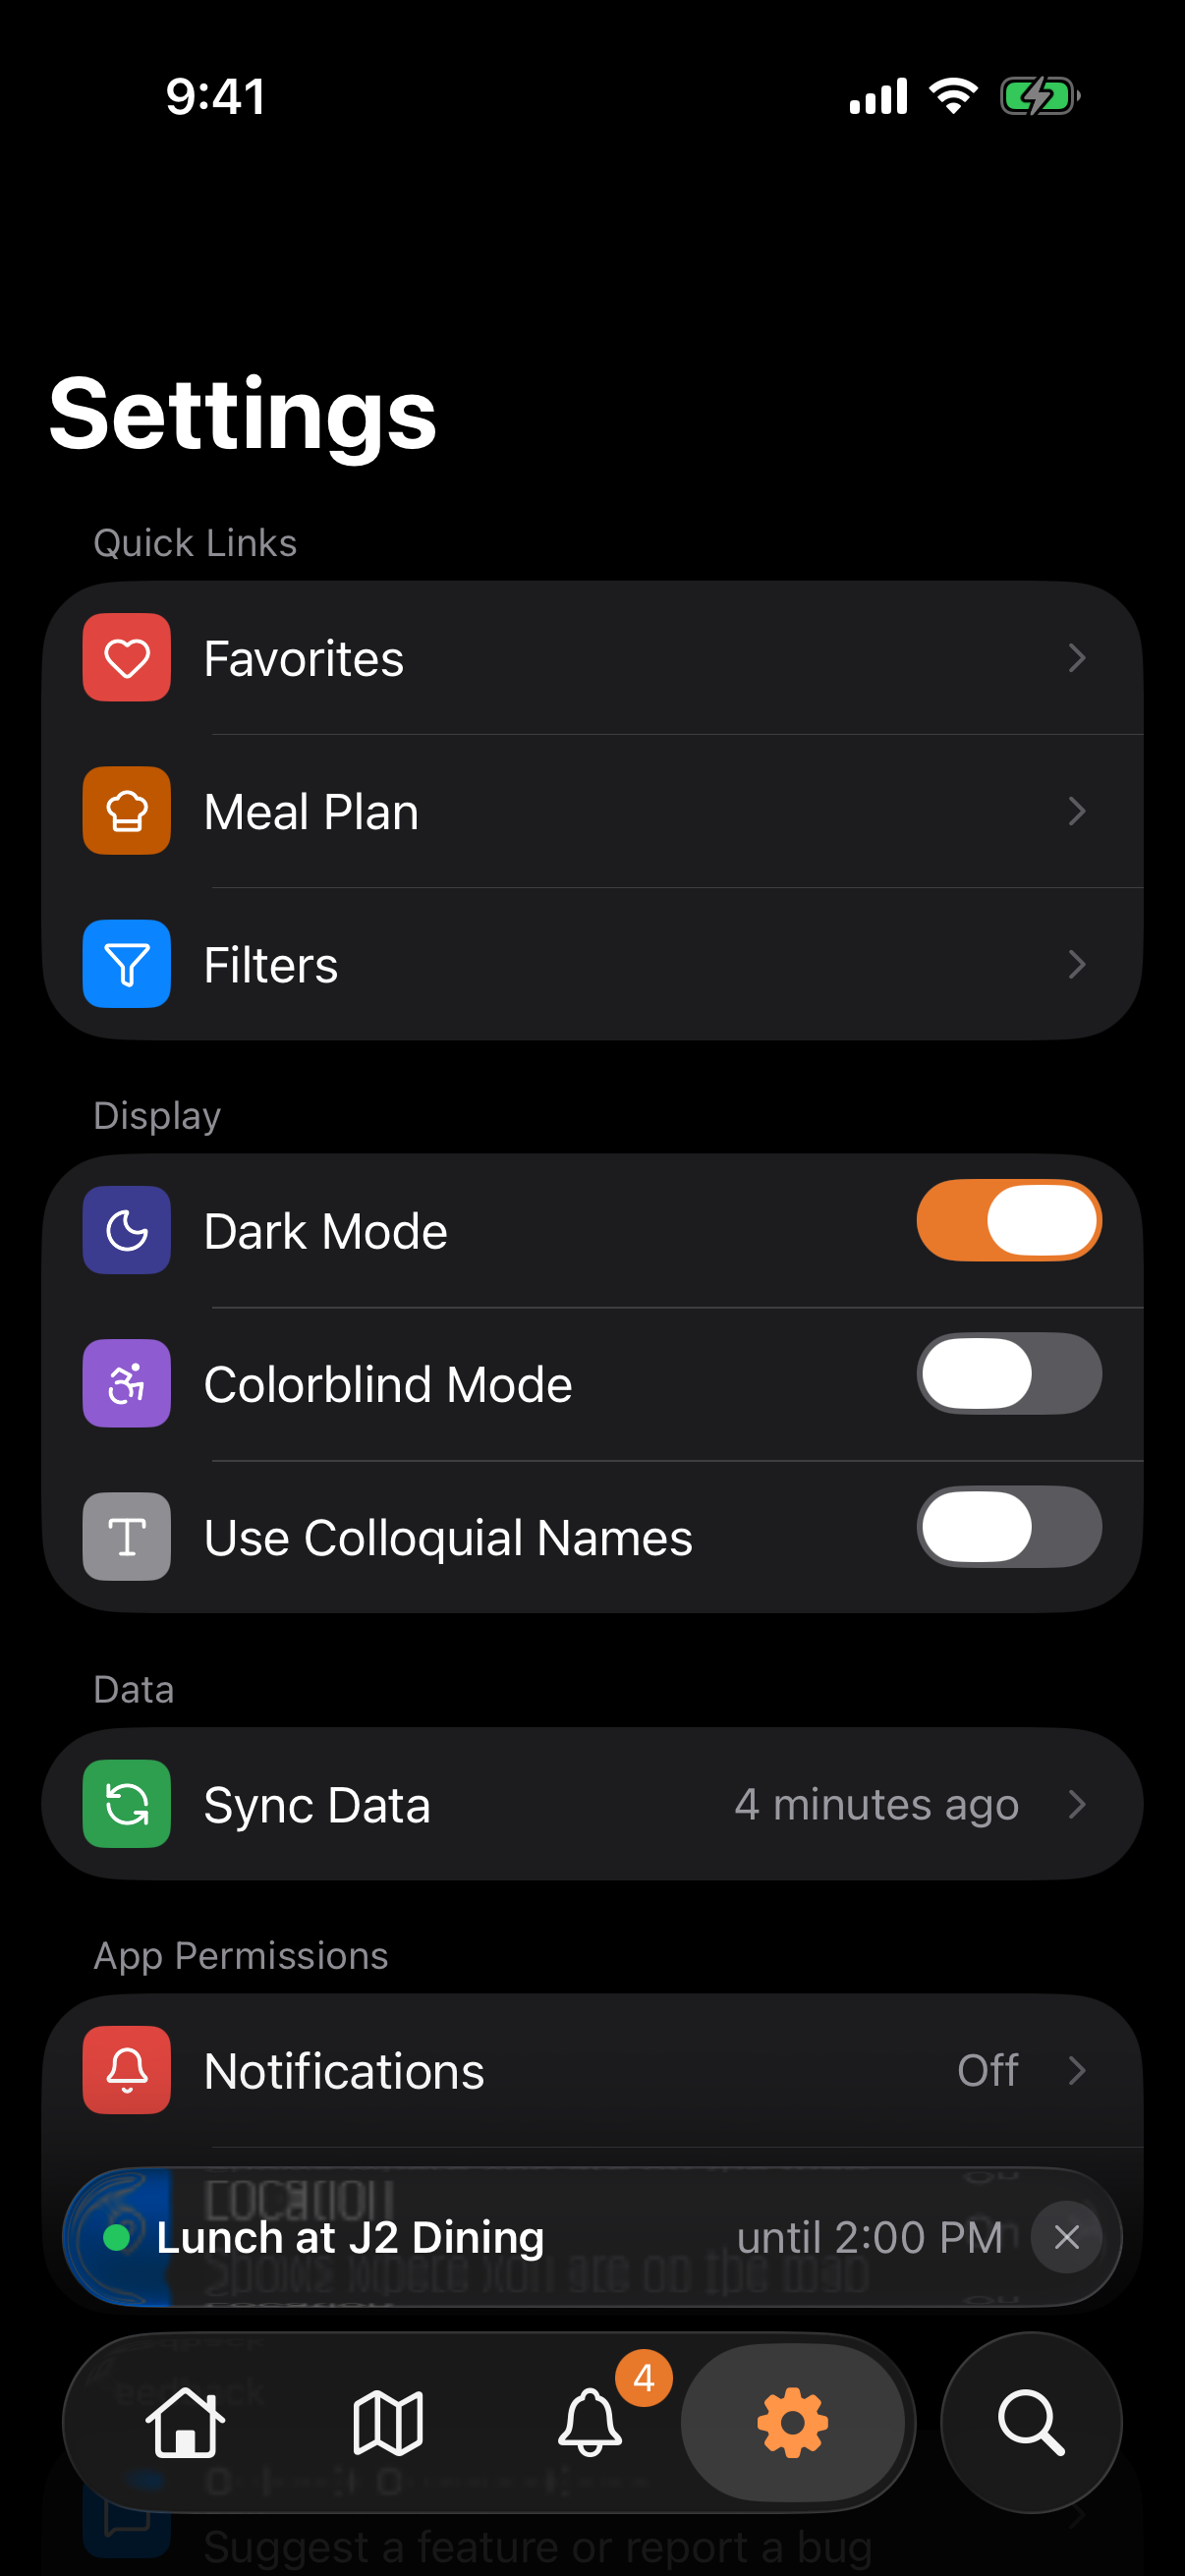 9:41
Settings
Quick Links
Favorites
Meal Plan
Filters
Display
Dark Mode
Colorblind Mode
Use Colloquial Names
Data
Sync Data 4 minutes ago
App Permissions
Notifications Off
Location
Lunch at J2 Dining until 2:00 PM
4
Suggest a feature or report a bug